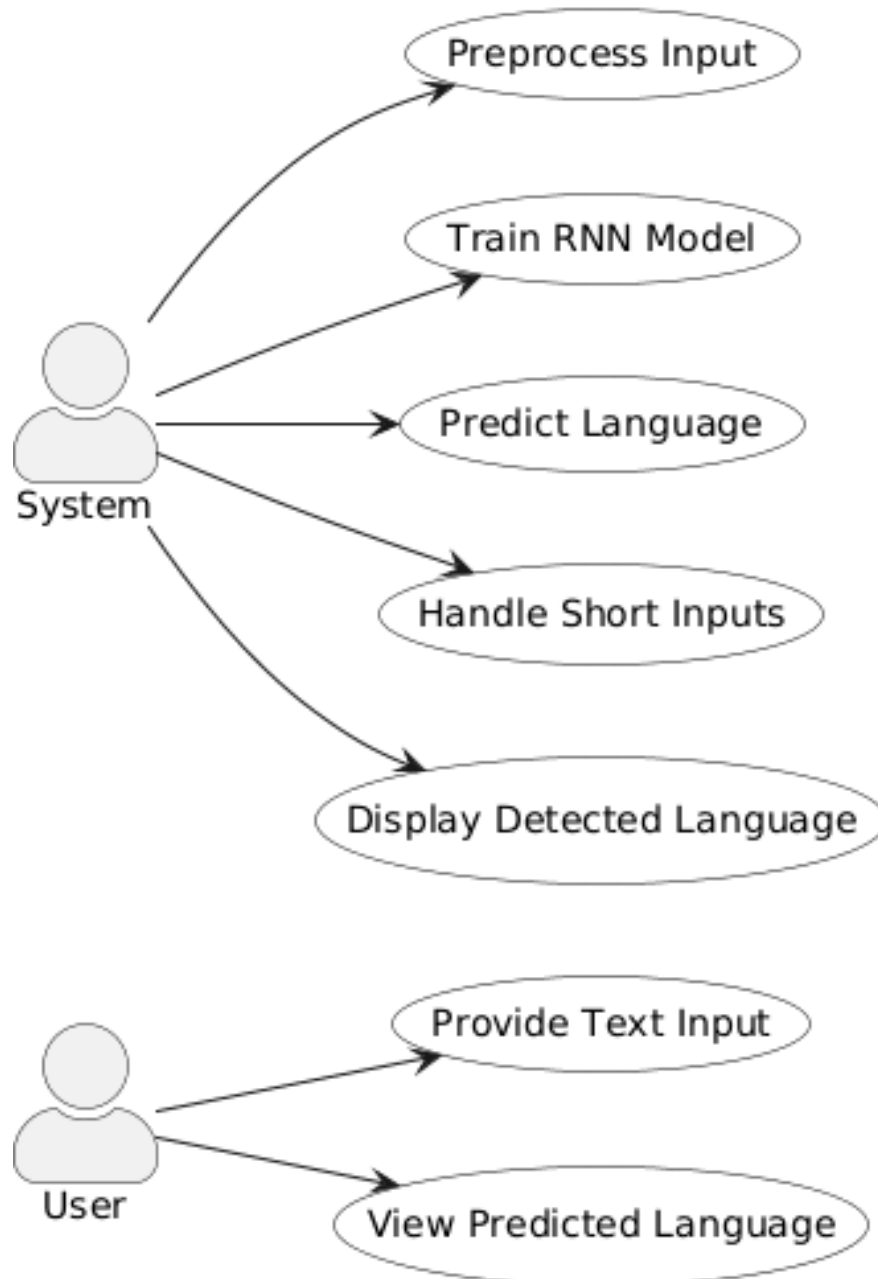 Preprocess Input
Train RNN Model
Predict Language
System
Handle Short Inputs
Display Detected Language
Provide Text Input
User
View Predicted Language